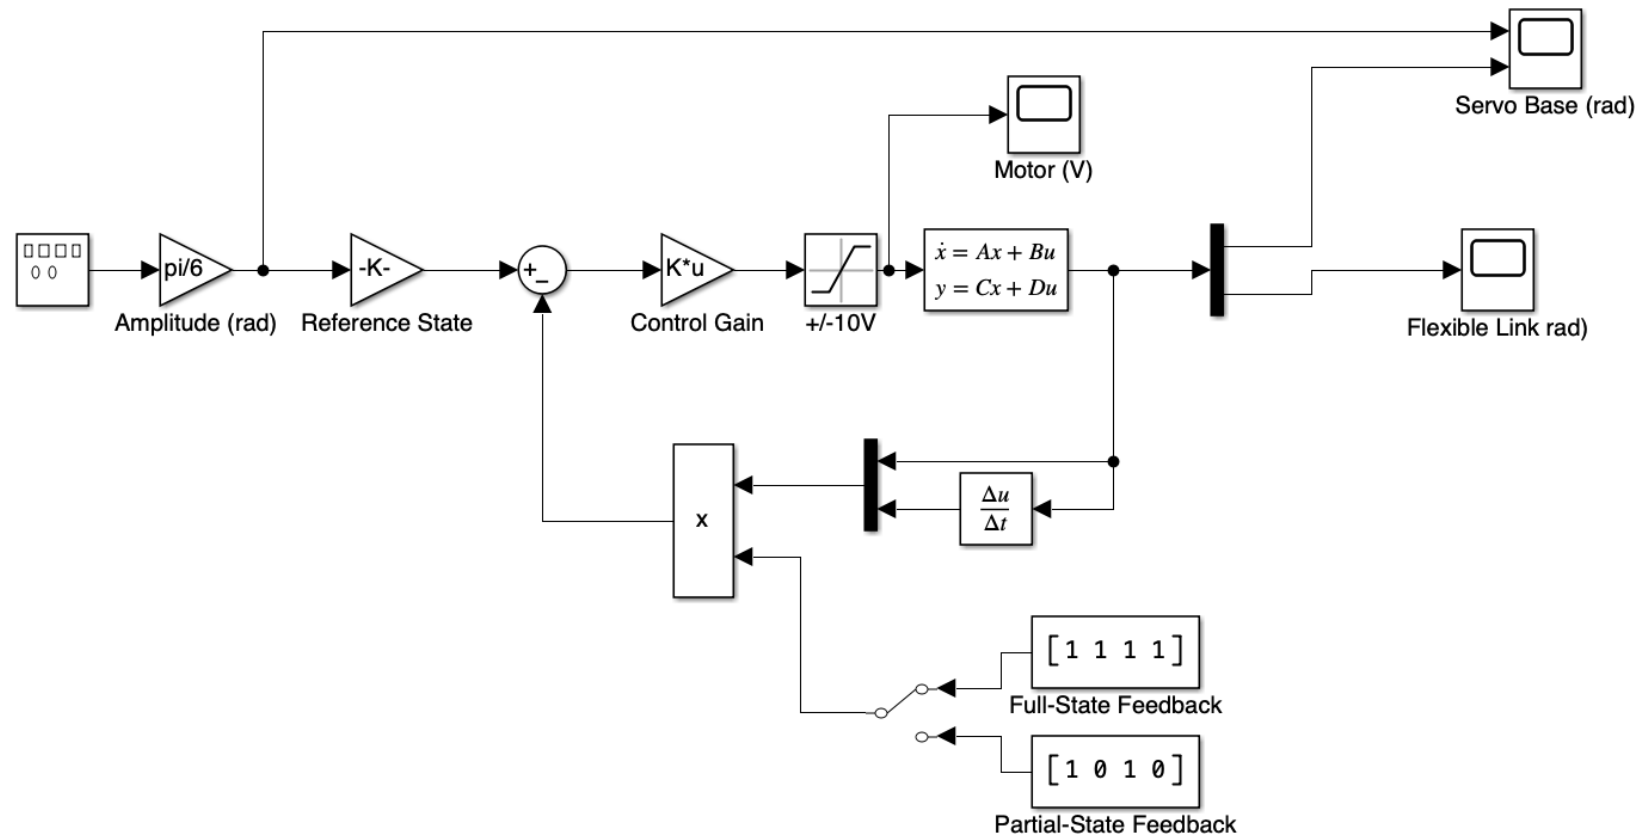 Servo Base (rad)
Motor (V)
pi/6
Amplitude (rad)
-K-
Reference State
+
−
K*u
Control Gain
+/-10V
ẋ = Ax + Bu
y = Cx + Du
Flexible Link rad)
x
Δu
Δt
[1 1 1 1]
Full-State Feedback
[1 0 1 0]
Partial-State Feedback